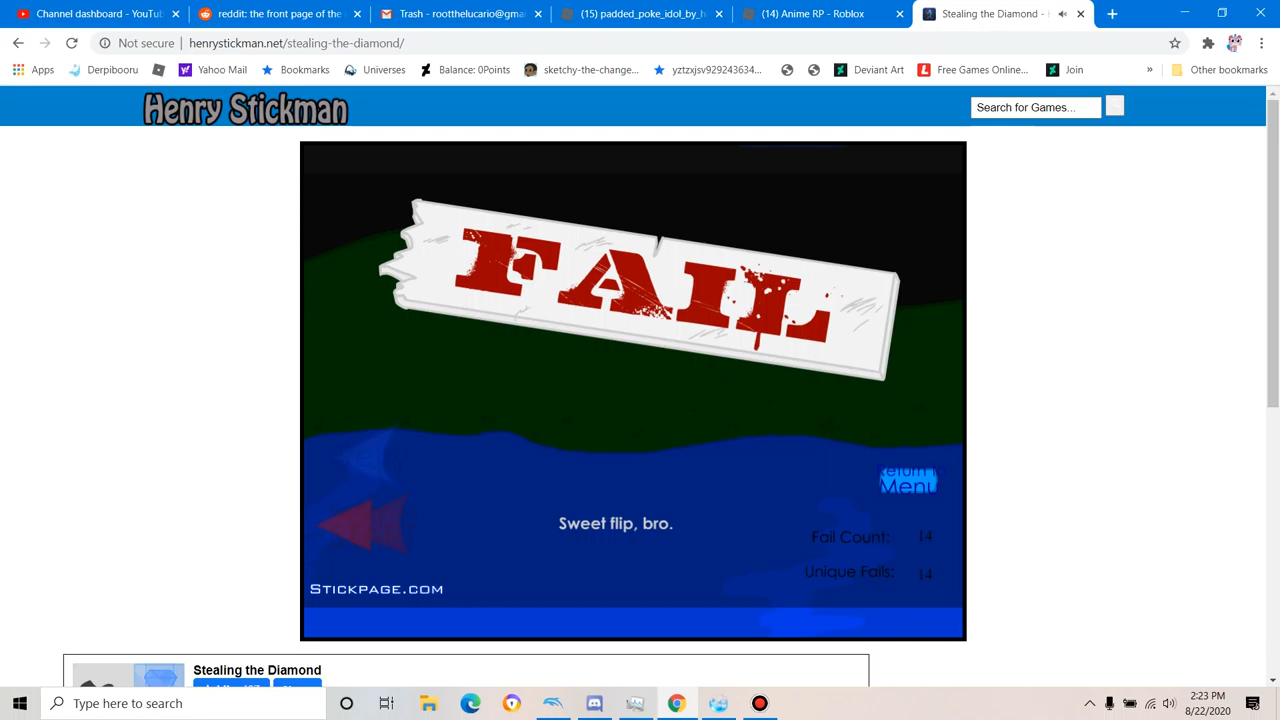 Color dashboard - YouTu
reddit: the front page of the
Trash - rootthelucario@gma
(15) padded_poke_idol_by_h
(14) Anime RP - Roblox
Stealing the Diamond -
Not secure | henrystickman.net/stealing-the-diamond/
Apps
Derpibooru
Yahoo Mail
Bookmarks
Universes
Balance: 0Points
sketchy-the-change...
yztzxjsv929243634...
Deviant Art
Free Games Online...
Join
»
Other bookmarks
Henry Stickman
Search for Games...
FAIL
Return to
Menu
Sweet flip, bro.
Fail Count: 14
Unique Fails: 14
STICKPAGE.COM
Stealing the Diamond
Type here to search
2:23 PM
8/22/2020